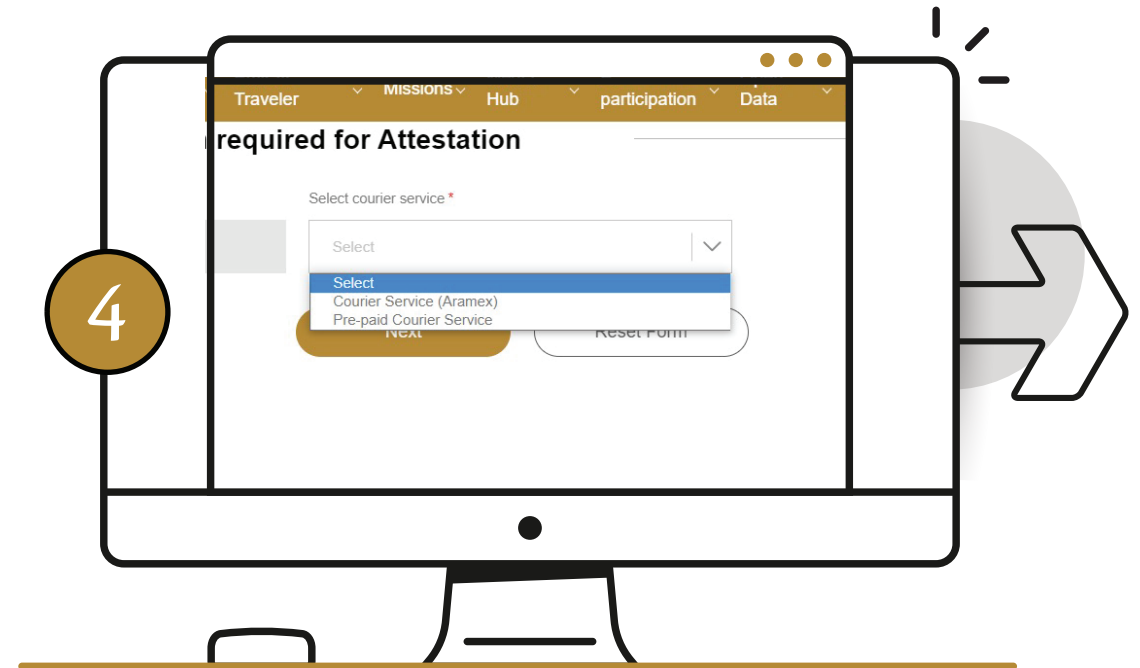 Traveler
Missions
Hub
participation
Data
required for Attestation
Select courier service *
Select
Select
Courier Service (Aramex)
Pre-paid Courier Service
Next
Reset Form
4